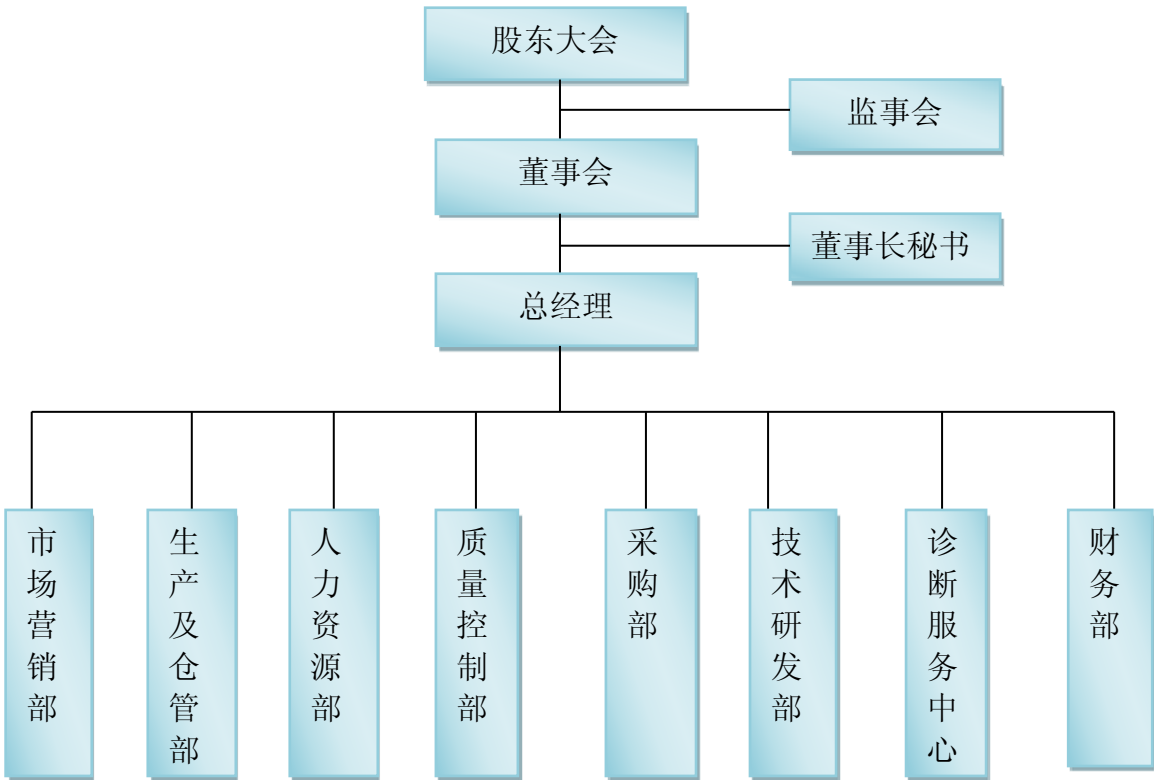 股东大会
监事会
董事会
董事长秘书
总经理
市场营销部
生产及仓管部
人力资源部
质量控制部
采购部
技术研发部
诊断服务中心
财务部